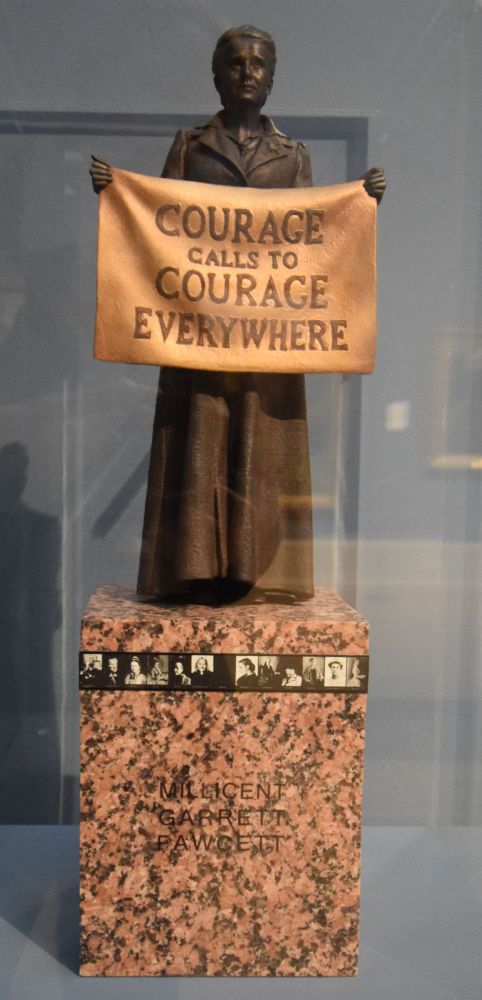 COURAGE
CALLS TO
COURAGE
EVERYWHERE
MILLICENT
GARRETT
FAWCETT